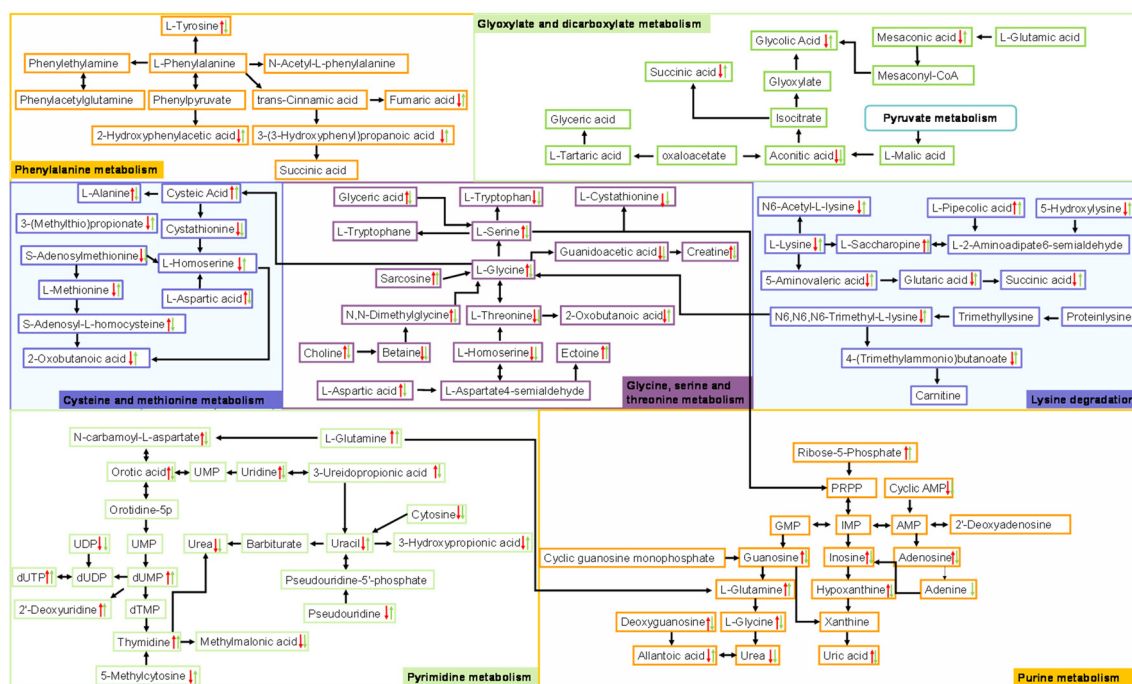 L-Tyrosine
Phenylethylamine
L-Phenylalanine
N-Acetyl-L-phenylalanine
Phenylacetylglutamine
Phenylpyruvate
trans-Cinnamic acid
Fumaric acid
2-Hydroxyphenylacetic acid
3-(3-Hydroxyphenyl)propanoic acid
Succinic acid
Phenylalanine metabolism
Glyoxylate and dicarboxylate metabolism
Glycolic Acid
Mesaconic acid
L-Glutamic acid
Succinic acid
Mesaconyl-CoA
Glyoxylate
Glyceric acid
Isocitrate
Pyruvate metabolism
L-Tartaric acid
oxaloacetate
Aconitic acid
L-Malic acid
L-Alanine
Cysteic Acid
3-(Methylthio)propionate
Cystathionine
S-Adenosylmethionine
L-Homoserine
L-Methionine
L-Aspartic acid
S-Adenosyl-L-homocysteine
2-Oxobutanoic acid
Cysteine and methionine metabolism
Glyceric acid
L-Tryptophan
L-Cystathionine
L-Tryptophane
L-Serine
Guanidoacetic acid
Creatine
Sarcosine
L-Glycine
N,N-Dimethylglycine
L-Threonine
2-Oxobutanoic acid
Choline
Betaine
L-Homoserine
Ectoine
L-Aspartic acid
L-Aspartate4-semialdehyde
Glycine, serine and
threonine metabolism
N6-Acetyl-L-lysine
L-Pipecolic acid
5-Hydroxylysine
L-Lysine
L-Saccharopine
L-2-Aminoadipate6-semialdehyde
5-Aminovaleric acid
Glutaric acid
Succinic acid
N6,N6,N6-Trimethyl-L-lysine
Trimethyllysine
Proteinlysine
4-(Trimethylammonio)butanoate
Carnitine
Lysine degradation
N-carbamoyl-L-aspartate
L-Glutamine
Orotic acid
UMP
Uridine
3-Ureidopropionic acid
Orotidine-5p
Cytosine
UDP
UMP
Urea
Barbiturate
Uracil
3-Hydroxypropionic acid
dUTP
dUDP
dUMP
Pseudouridine-5'-phosphate
2'-Deoxyuridine
dTMP
Pseudouridine
Thymidine
Methylmalonic acid
5-Methylcytosine
Pyrimidine metabolism
Ribose-5-Phosphate
PRPP
Cyclic AMP
GMP
IMP
AMP
2'-Deoxyadenosine
Cyclic guanosine monophosphate
Guanosine
Inosine
Adenosine
L-Glutamine
Hypoxanthine
Adenine
Deoxyguanosine
L-Glycine
Xanthine
Allantoic acid
Urea
Uric acid
Purine metabolism